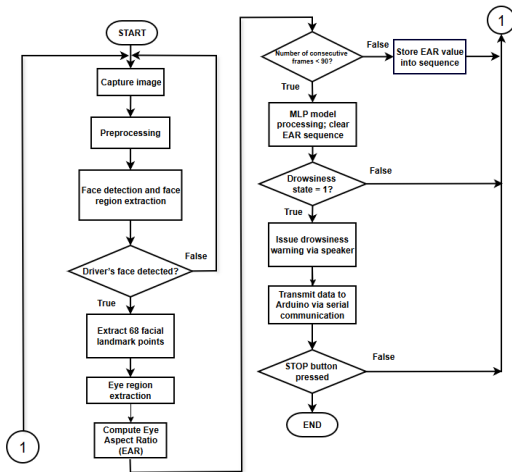 START
Capture image
Preprocessing
Face detection and face
region extraction
Driver's face detected?
False
True
Extract 68 facial
landmark points
Eye region
extraction
Compute Eye
Aspect Ratio
(EAR)
1
Number of consecutive
frames < 90?
False
Store EAR value
into sequence
1
True
MLP model
processing; clear
EAR sequence
Drowsiness
state = 1?
False
True
Issue drowsiness
warning via speaker
Transmit data to
Arduino via serial
communication
STOP button
pressed
False
END